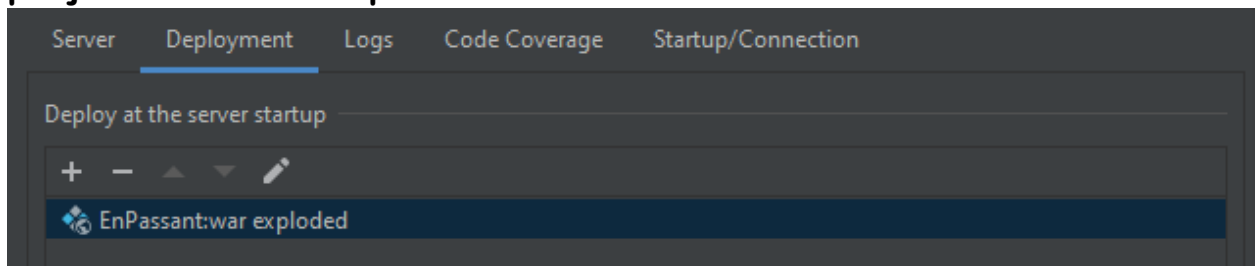 Server Deployment Logs Code Coverage Startup/Connection
Deploy at the server startup
EnPassant:war exploded